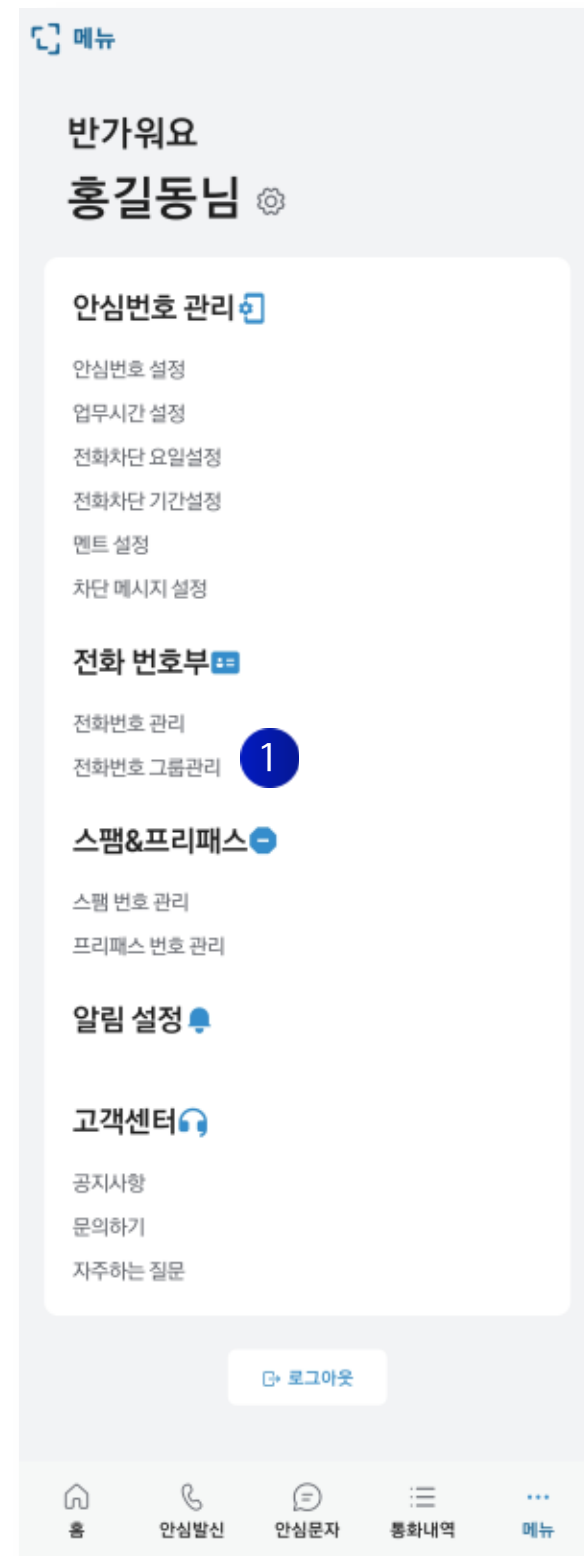 메뉴
반가워요
홍길동님
안심번호 관리
안심번호 설정
업무시간 설정
전화차단 요일설정
전화차단 기간설정
멘트 설정
차단 메시지 설정
전화 번호부
전화번호 관리
전화번호 그룹관리 1
스팸&프리패스
스팸 번호 관리
프리패스 번호 관리
알림 설정
고객센터
공지사항
문의하기
자주하는 질문
로그아웃
홈 안심발신 안심문자 통화내역 메뉴